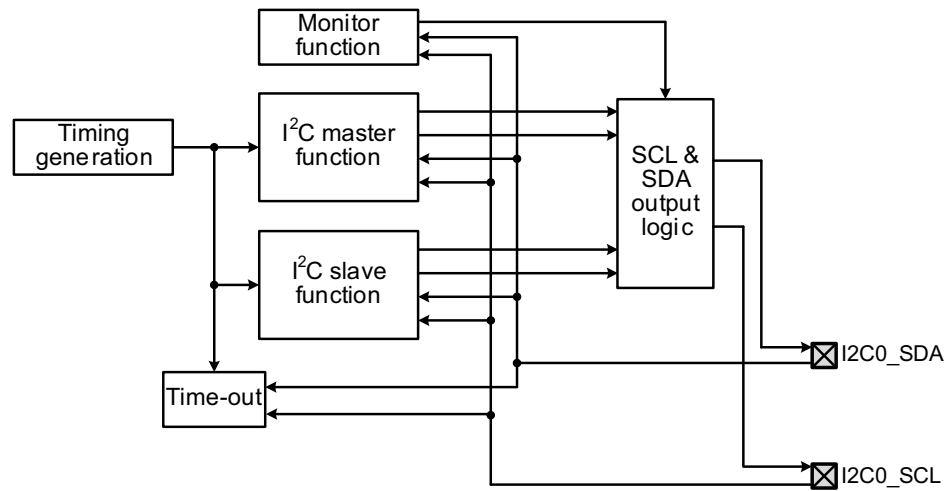 Monitor
function
Timing
generation
I²C master
function
SCL &
SDA
output
logic
I²C slave
function
Time-out
I2C0_SDA
I2C0_SCL